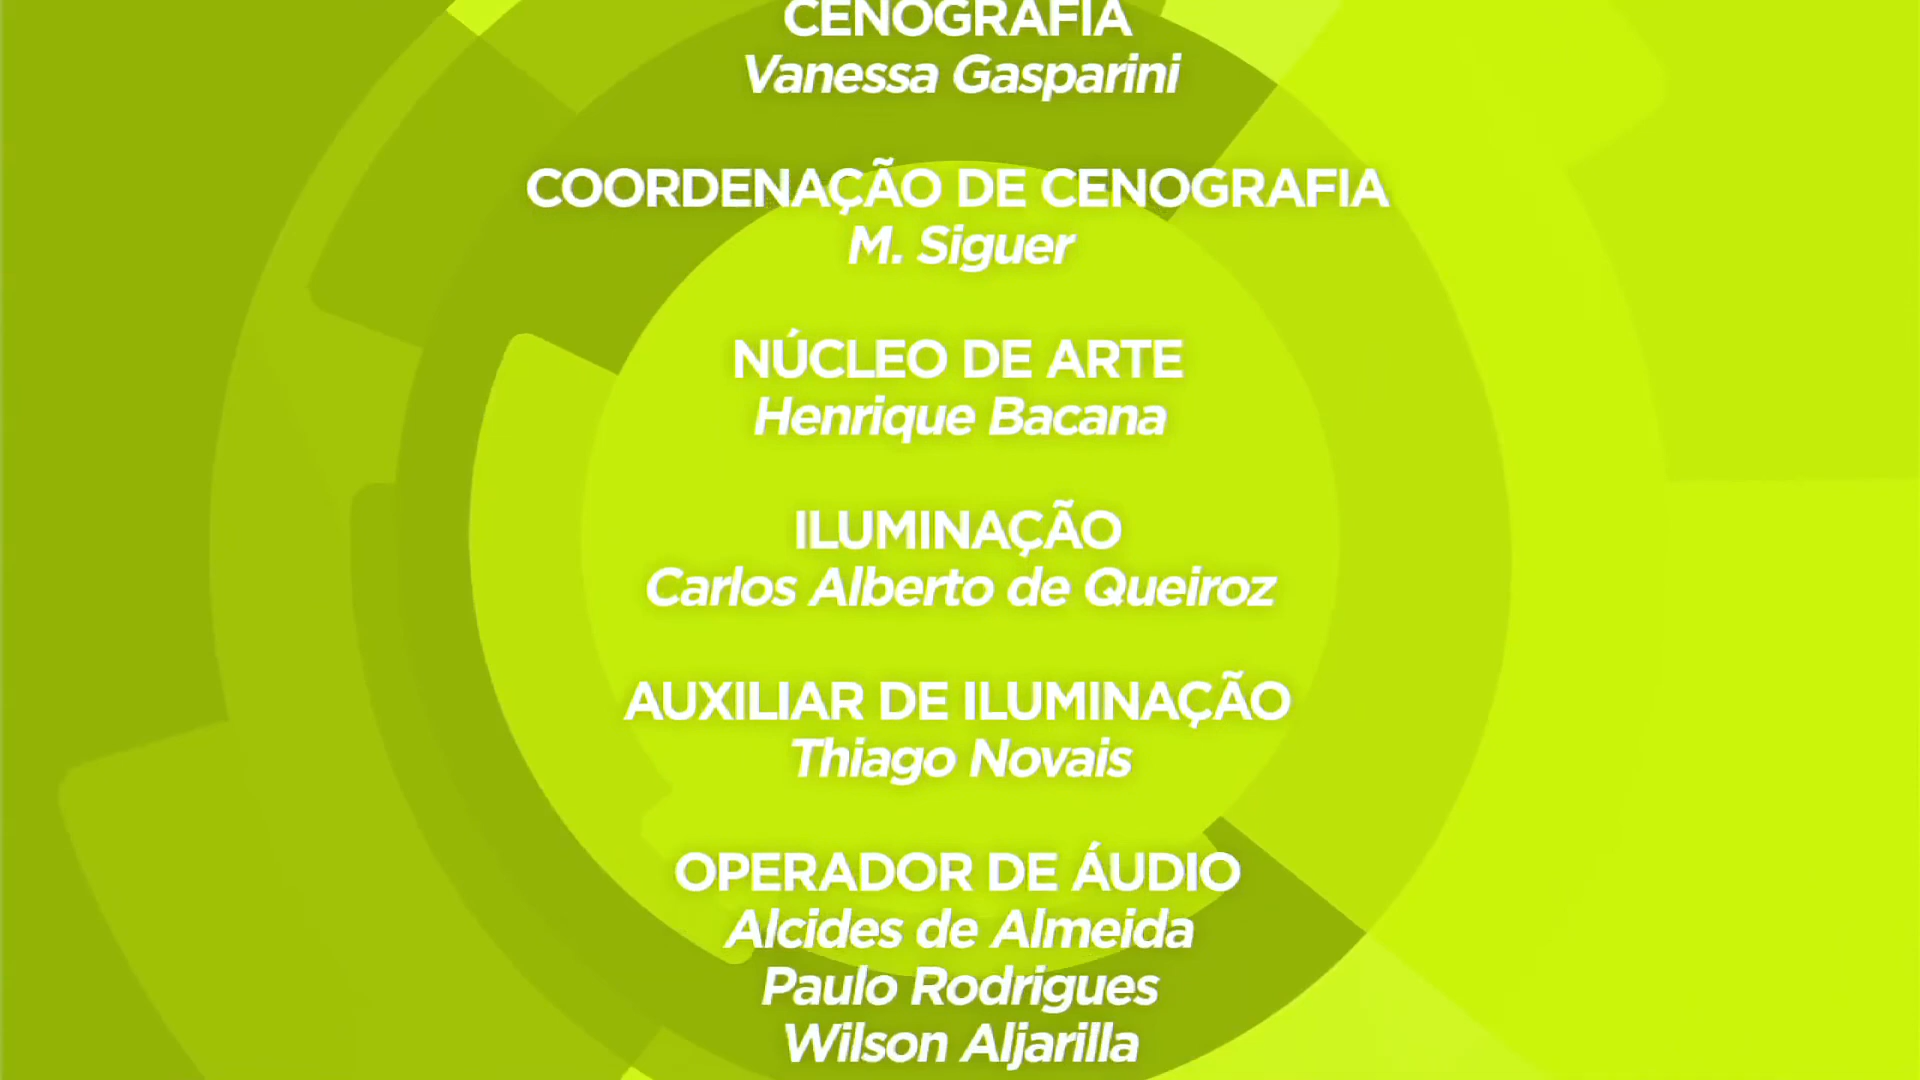 CENOGRAFIA
Vanessa Gasparini
COORDENAÇÃO DE CENOGRAFIA
M. Siguer
NÚCLEO DE ARTE
Henrique Bacana
ILUMINAÇÃO
Carlos Alberto de Queiroz
AUXILIAR DE ILUMINAÇÃO
Thiago Novais
OPERADOR DE ÁUDIO
Alcides de Almeida
Paulo Rodrigues
Wilson Aljarilla